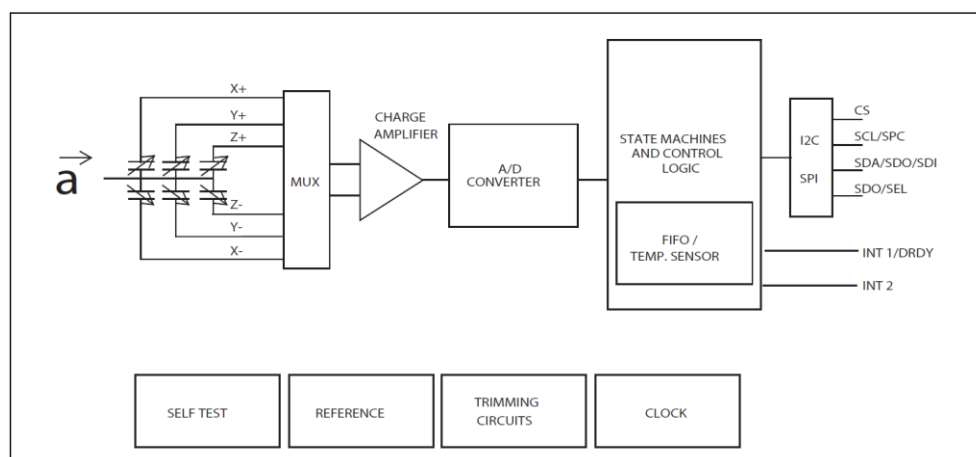 X+
Y+
Z+
a
Z-
Y-
X-
MUX
CHARGE
AMPLIFIER
A/D
CONVERTER
STATE MACHINES
AND CONTROL
LOGIC
FIFO /
TEMP. SENSOR
I2C
SPI
CS
SCL/SPC
SDA/SDO/SDI
SDO/SEL
INT 1/DRDY
INT 2
SELF TEST
REFERENCE
TRIMMING
CIRCUITS
CLOCK